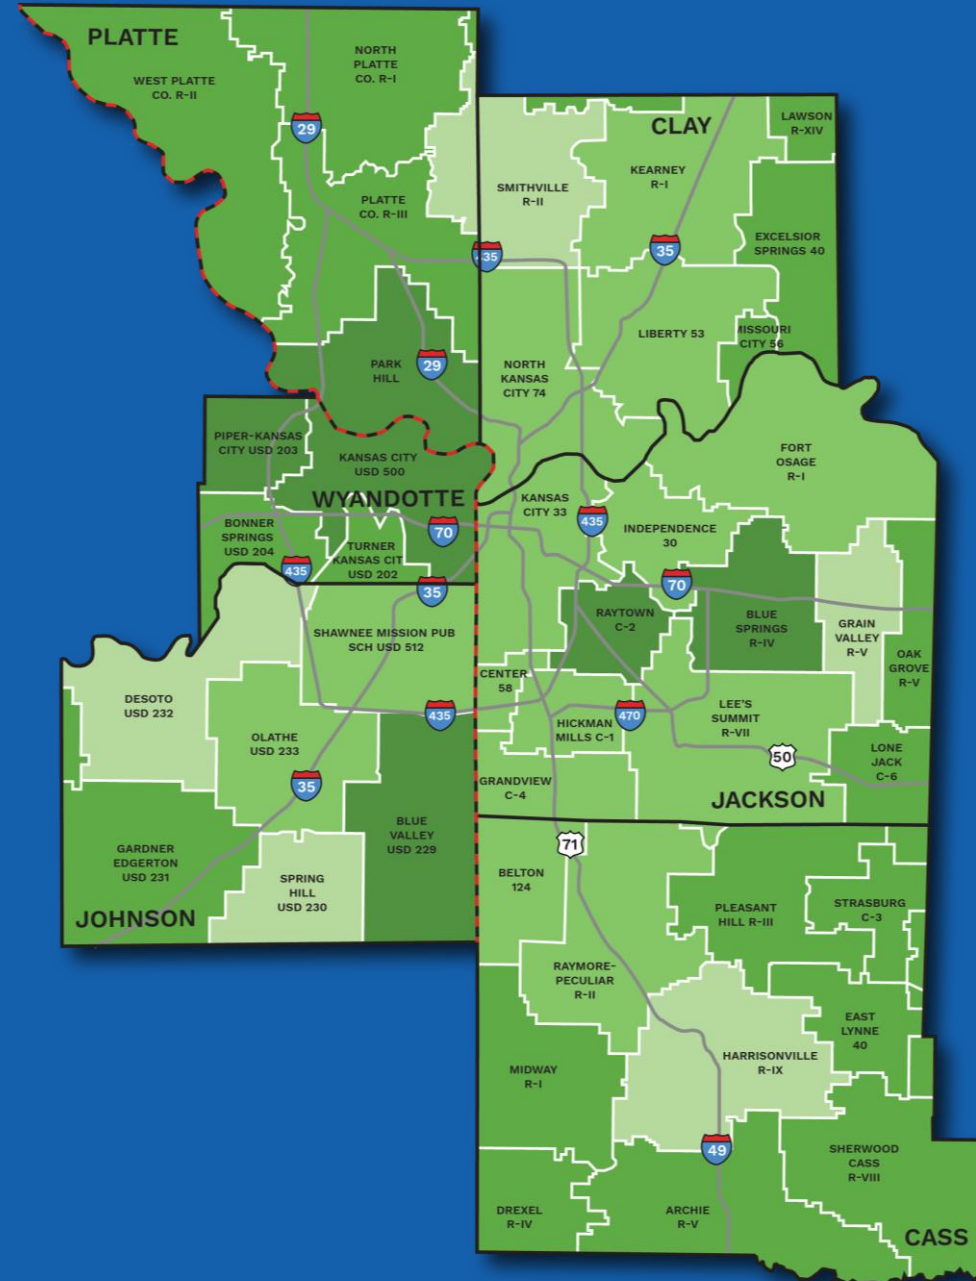 PLATTE
WEST PLATTE
CO. R-II
NORTH
PLATTE
CO. R-I
29
PLATTE
CO. R-III
CLAY
LAWSON
R-XIV
SMITHVILLE
R-II
KEARNEY
R-I
EXCELSIOR
SPRINGS 40
435
35
LIBERTY 53
MISSOURI
CITY 56
PARK
HILL
29
NORTH
KANSAS
CITY 74
PIPER-KANSAS
CITY USD 203
KANSAS CITY
USD 500
WYANDOTTE
BONNER
SPRINGS
USD 204
TURNER
KANSAS CIT
USD 202
70
435
35
KANSAS
CITY 33
435
INDEPENDENCE
30
FORT
OSAGE
R-I
70
RAYTOWN
C-2
BLUE
SPRINGS
R-IV
GRAIN
VALLEY
R-V
OAK
GROVE
R-V
SHAWNEE MISSION PUB
SCH USD 512
DESOTO
USD 232
OLATHE
USD 233
435
CENTER
58
HICKMAN
MILLS C-1
470
LEE'S
SUMMIT
R-VII
50
LONE
JACK
C-6
35
GRANDVIEW
C-4
JACKSON
GARDNER
EDGERTON
USD 231
SPRING
HILL
USD 230
BLUE
VALLEY
USD 229
JOHNSON
71
BELTON
124
PLEASANT
HILL R-III
STRASBURG
C-3
RAYMORE-
PECULIAR
R-II
EAST
LYNNE
40
MIDWAY
R-I
HARRISONVILLE
R-IX
49
SHERWOOD
CASS
R-VIII
DREXEL
R-IV
ARCHIE
R-V
CASS